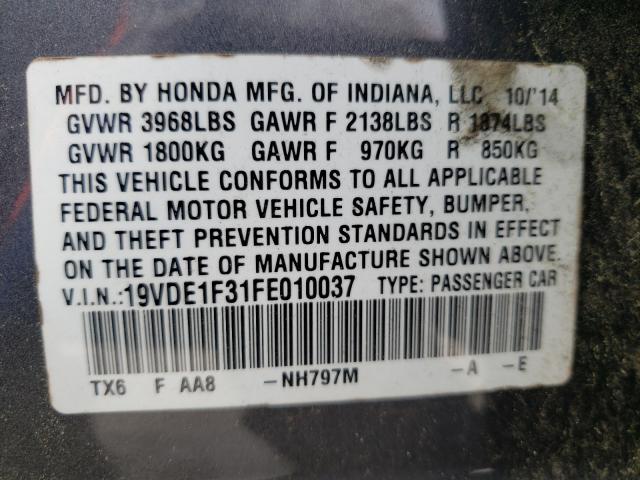 MFD. BY HONDA MFG. OF INDIANA, LLC 10/'14
GVWR 3968LBS GAWR F 2138LBS R 1874LBS
GVWR 1800KG GAWR F 970KG R 850KG
THIS VEHICLE CONFORMS TO ALL APPLICABLE
FEDERAL MOTOR VEHICLE SAFETY, BUMPER,
AND THEFT PREVENTION STANDARDS IN EFFECT
ON THE DATE OF MANUFACTURE SHOWN ABOVE.
V.I.N.:19VDE1F31FE010037 TYPE: PASSENGER CAR
TX6 F AA8 -NH797M -A -E